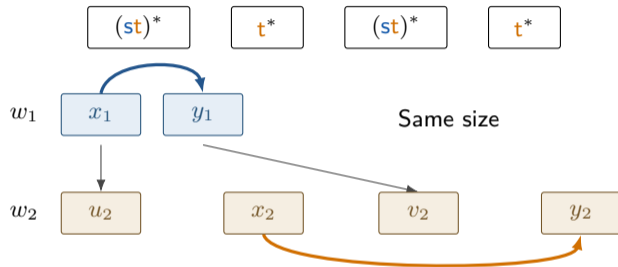 (st)* t* (st)* t*
w₁ x₁ y₁ Same size
w₂ u₂ x₂ v₂ y₂